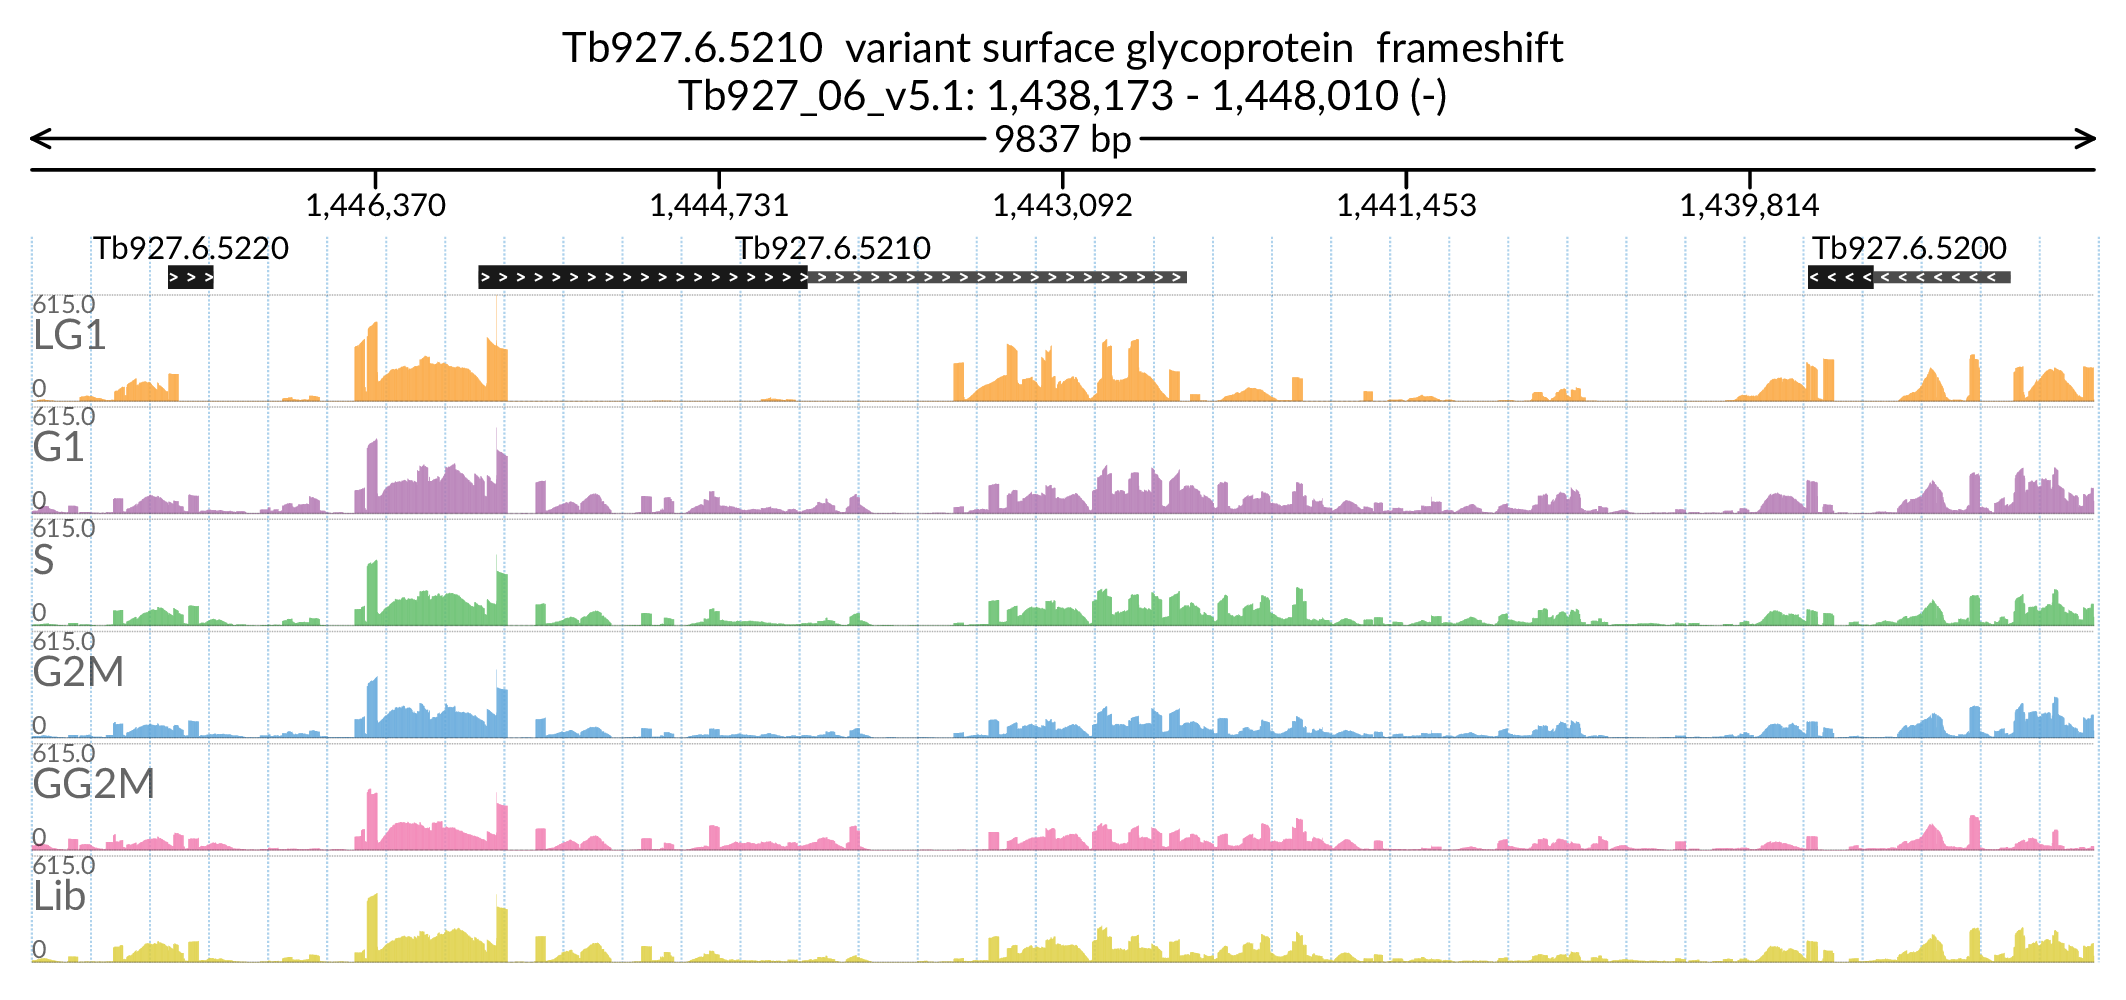 Tb927.6.5210 variant surface glycoprotein frameshift
Tb927_06_v5.1: 1,438,173 - 1,448,010 (-)
9837 bp
1,446,370 1,444,731 1,443,092 1,441,453 1,439,814
Tb927.6.5220 Tb927.6.5210 Tb927.6.5200
615.0
LG1
0
615.0
G1
0
615.0
S
0
615.0
G2M
0
615.0
GG2M
0
615.0
Lib
0